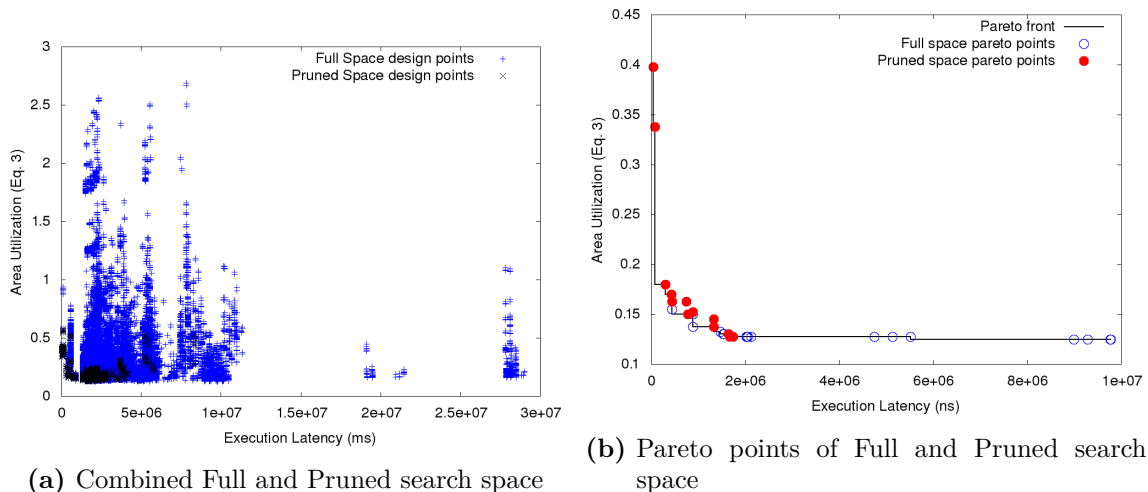 3
2.5
2
1.5
1
0.5
0
Area Utilization (Eq. 3)
Full Space design points
Pruned Space design points
0 5e+06 1e+07 1.5e+07 2e+07 2.5e+07 3e+07
Execution Latency (ms)
(a) Combined Full and Pruned search space
0.45
0.4
0.35
0.3
0.25
0.2
0.15
0.1
Area Utilization (Eq. 3)
Pareto front
Full space pareto points
Pruned space pareto points
0 2e+06 4e+06 6e+06 8e+06 1e+07
Execution Latency (ns)
(b) Pareto points of Full and Pruned search
space